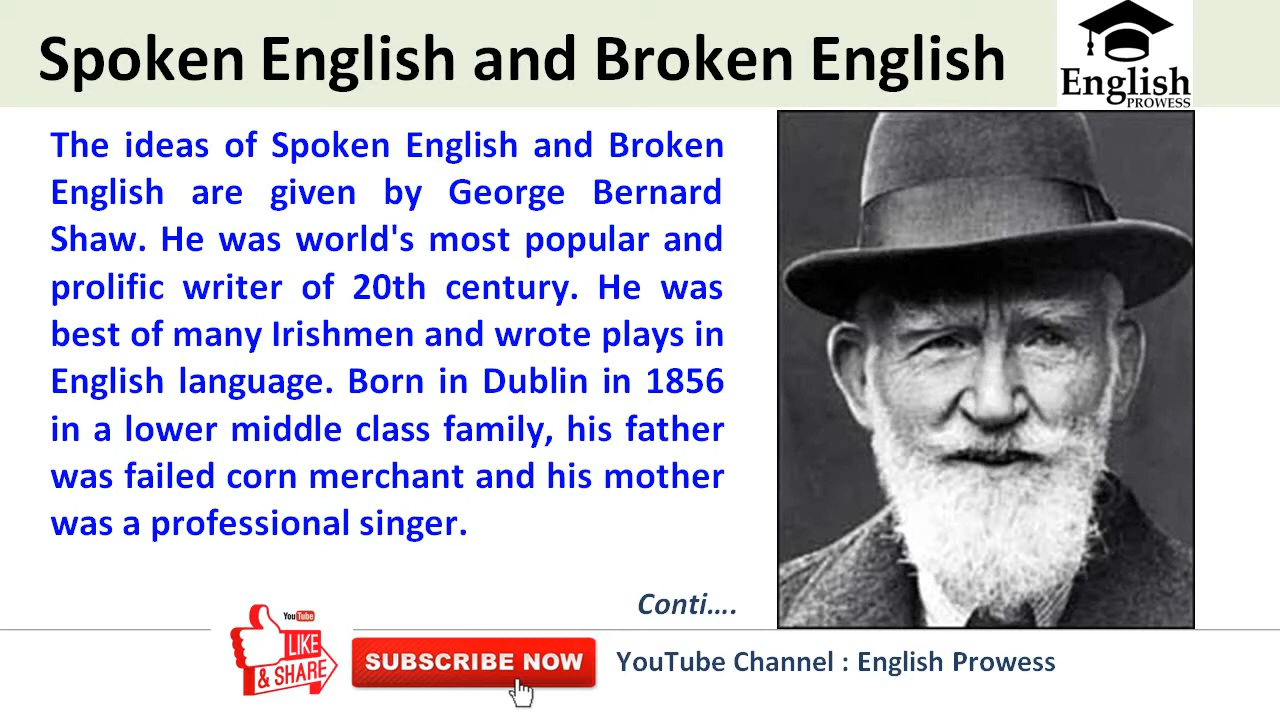 Spoken English and Broken English
English
PROWESS
The ideas of Spoken English and Broken
English are given by George Bernard
Shaw. He was world's most popular and
prolific writer of 20th century. He was
best of many Irishmen and wrote plays in
English language. Born in Dublin in 1856
in a lower middle class family, his father
was failed corn merchant and his mother
was a professional singer.
Conti....
YouTube
LIKE
& SHARE
SUBSCRIBE NOW
YouTube Channel : English Prowess